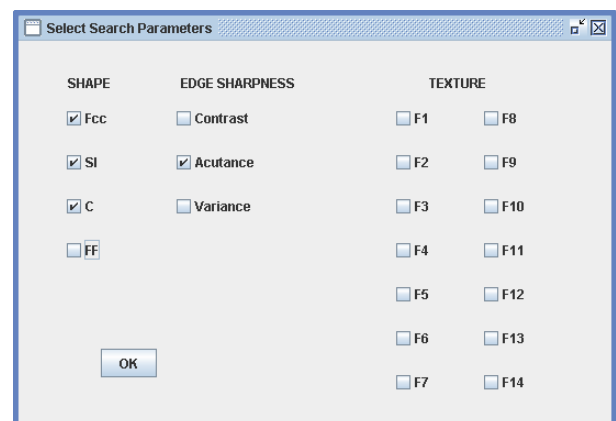 Select Search Parameters
SHAPE EDGE SHARPNESS TEXTURE
Fcc Contrast F1 F8
SI Acutance F2 F9
C Variance F3 F10
FF F4 F11
F5 F12
F6 F13
OK
F7 F14